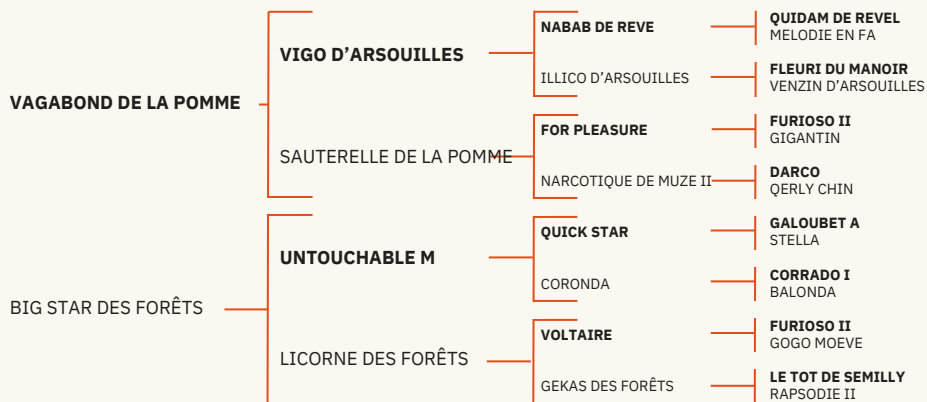 VAGABOND DE LA POMME
VIGO D’ARSOUILLES
NABAB DE REVE
QUIDAM DE REVEL
MELODIE EN FA
ILLICO D’ARSOUILLES
FLEURI DU MANOIR
VENZIN D’ARSOUILLES
SAUTERELLE DE LA POMME
FOR PLEASURE
FURIOSO II
GIGANTIN
NARCOTIQUE DE MUZE II
DARCO
QERLY CHIN
BIG STAR DES FORÊTS
UNTOUCHABLE M
QUICK STAR
GALOUBET A
STELLA
CORONDA
CORRADO I
BALONDA
LICORNE DES FORÊTS
VOLTAIRE
FURIOSO II
GOGO MOEVE
GEKAS DES FORÊTS
LE TOT DE SEMILLY
RAPSODIE II